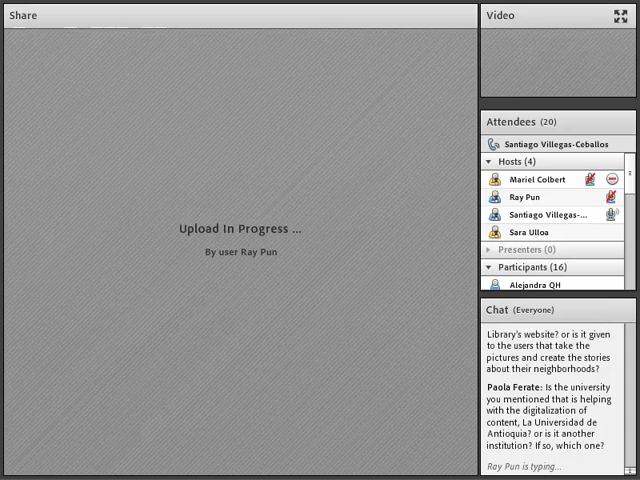 Share
Upload In Progress ...
By user Ray Pun
Video
Attendees (20)
Santiago Villegas-Ceballos
Hosts (4)
Mariel Colbert
Ray Pun
Santiago Villegas-...
Sara Ulloa
Presenters (0)
Participants (16)
Alejandra QH
Chat (Everyone)
Library's website? or is it given
to the users that take the
pictures and create the stories
about their neighborhoods?
Paola Ferate: Is the university
you mentioned that is helping
with the digitalization of
content, La Universidad de
Antioquia? or is it another
institution? If so, which one?
Ray Pun is typing...